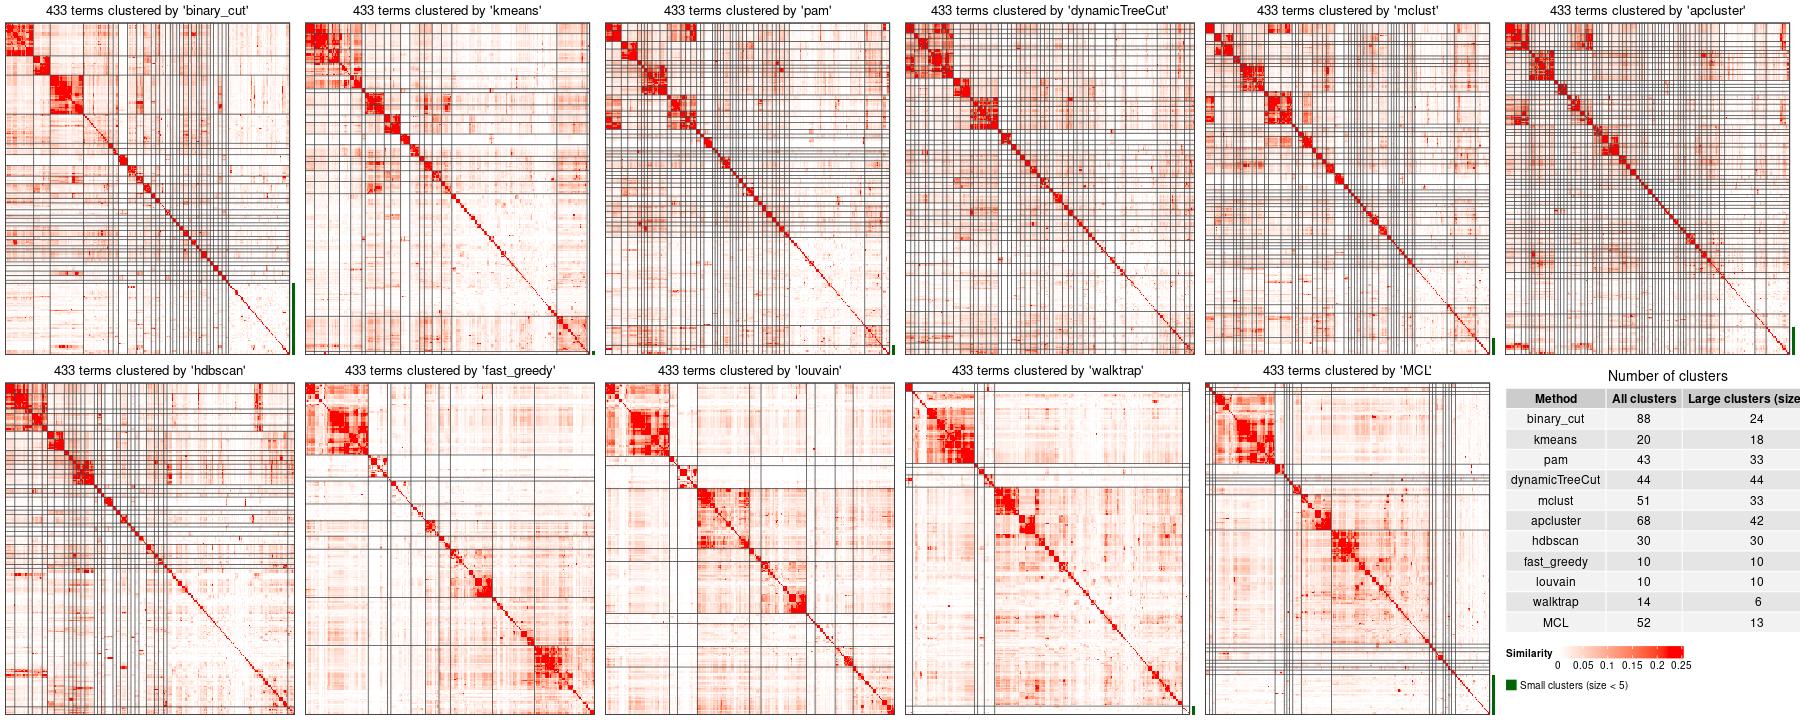 433 terms clustered by 'binary_cut'
433 terms clustered by 'kmeans'
433 terms clustered by 'pam'
433 terms clustered by 'dynamicTreeCut'
433 terms clustered by 'mclust'
433 terms clustered by 'apcluster'
433 terms clustered by 'hdbscan'
433 terms clustered by 'fast_greedy'
433 terms clustered by 'louvain'
433 terms clustered by 'walktrap'
433 terms clustered by 'MCL'
Number of clusters
Method All clusters Large clusters (size
binary_cut 88 24
kmeans 20 18
pam 43 33
dynamicTreeCut 44 44
mclust 51 33
apcluster 68 42
hdbscan 30 30
fast_greedy 10 10
louvain 10 10
walktrap 14 6
MCL 52 13
Similarity
0 0.05 0.1 0.15 0.2 0.25
Small clusters (size < 5)